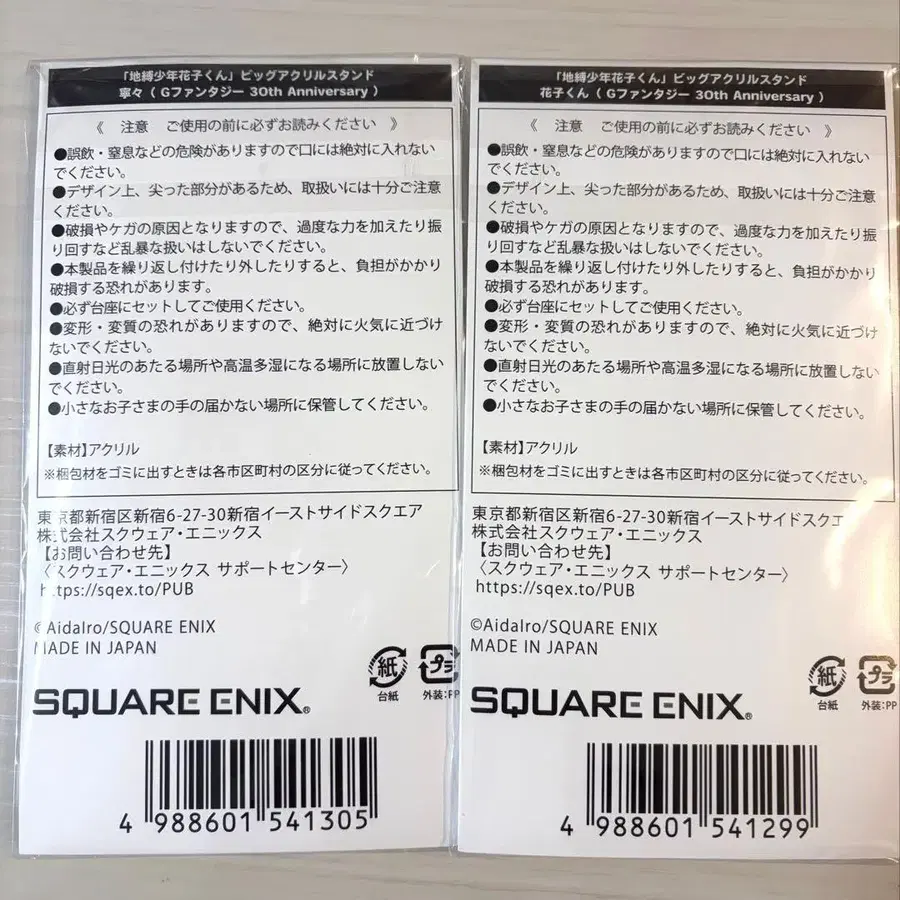 「地縛少年花子くん」ビッグアクリルスタンド
寧々（Gファンタジー 30th Anniversary）
《 注意 ご使用の前に必ずお読みください 》
●誤飲・窒息などの危険がありますので口には絶対に入れない
でください。
●デザイン上、尖った部分があるため、取扱いには十分ご注意
ください。
●破損やケガの原因となりますので、過度な力を加えたり振
り回すなど乱暴な扱いはしないでください。
●本製品を繰り返し付けたり外したりすると、負担がかかり
破損する恐れがあります。
●必ず台座にセットしてご使用ください。
●変形・変質の恐れがありますので、絶対に火気に近づけ
ないでください。
●直射日光のあたる場所や高温多湿になる場所に放置しない
でください。
●小さなお子さまの手の届かない場所に保管してください。
【素材】アクリル
※梱包材をゴミに出すときは各市区町村の区分に従ってください。
東京都新宿区新宿6-27-30新宿イーストサイドスクエア
株式会社スクウェア・エニックス
【お問い合わせ先】
〈スクウェア・エニックス サポートセンター〉
https://sqex.to/PUB
©AidaIro/SQUARE ENIX
MADE IN JAPAN
紙
台紙
プラ
外装:PP
SQUARE ENIX®
4 988601 541305
「地縛少年花子くん」ビッグアクリルスタンド
花子くん（Gファンタジー 30th Anniversary）
《 注意 ご使用の前に必ずお読みください 》
●誤飲・窒息などの危険がありますので口には絶対に入れない
でください。
●デザイン上、尖った部分があるため、取扱いには十分ご注意
ください。
●破損やケガの原因となりますので、過度な力を加えたり振
り回すなど乱暴な扱いはしないでください。
●本製品を繰り返し付けたり外したりすると、負担がかかり
破損する恐れがあります。
●必ず台座にセットしてご使用ください。
●変形・変質の恐れがありますので、絶対に火気に近づけ
ないでください。
●直射日光のあたる場所や高温多湿になる場所に放置しない
でください。
●小さなお子さまの手の届かない場所に保管してください。
【素材】アクリル
※梱包材をゴミに出すときは各市区町村の区分に従ってください。
東京都新宿区新宿6-27-30新宿イーストサイドスクエア
株式会社スクウェア・エニックス
【お問い合わせ先】
〈スクウェア・エニックス サポートセンター〉
https://sqex.to/PUB
©AidaIro/SQUARE ENIX
MADE IN JAPAN
紙
台紙
プラ
外装:PP
SQUARE ENIX®
4 988601 541299